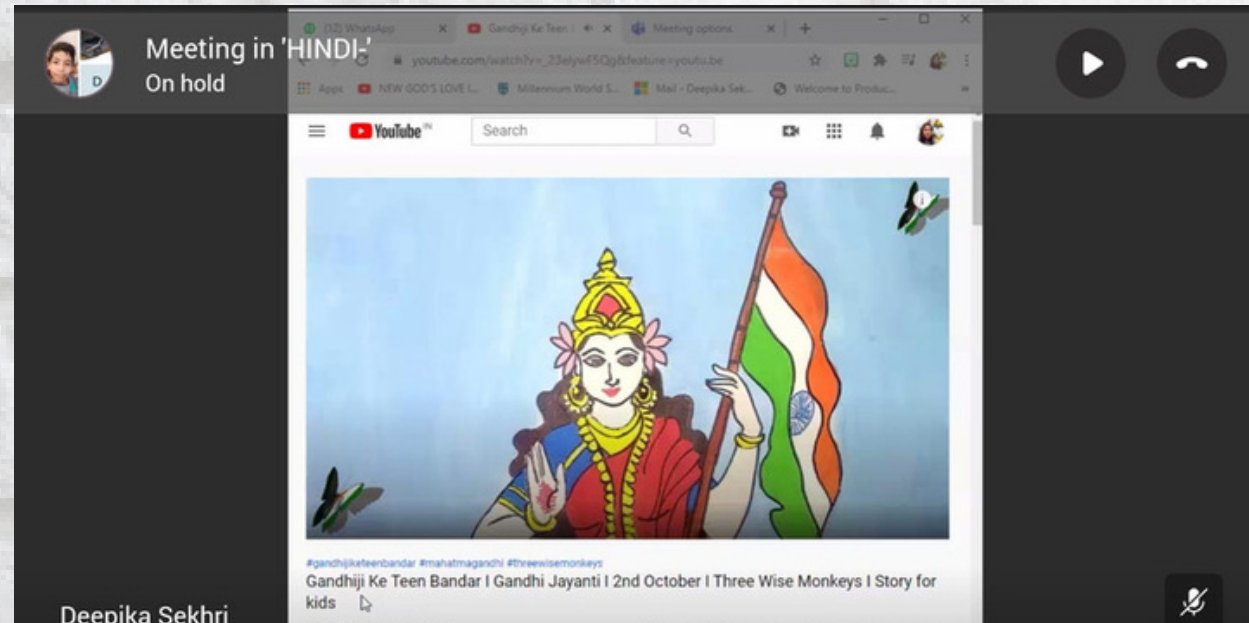 Meeting in 'HINDI-'
On hold
D
(12) WhatsApp
Gandhiji Ke Teen
Meeting options
youtube.com/watch?v=_23elywF5Qg&feature=youtu.be
Apps
NEW GOD'S LOVE L...
Millennium World S...
Mail - Deepika Sek...
Welcome to Produc...
YouTube IN
Search
#gandhijiketeenbandar #mahatmagandhi #threewisemonkeys
Gandhiji Ke Teen Bandar I Gandhi Jayanti I 2nd October I Three Wise Monkeys I Story for
kids
Deepika Sekhri